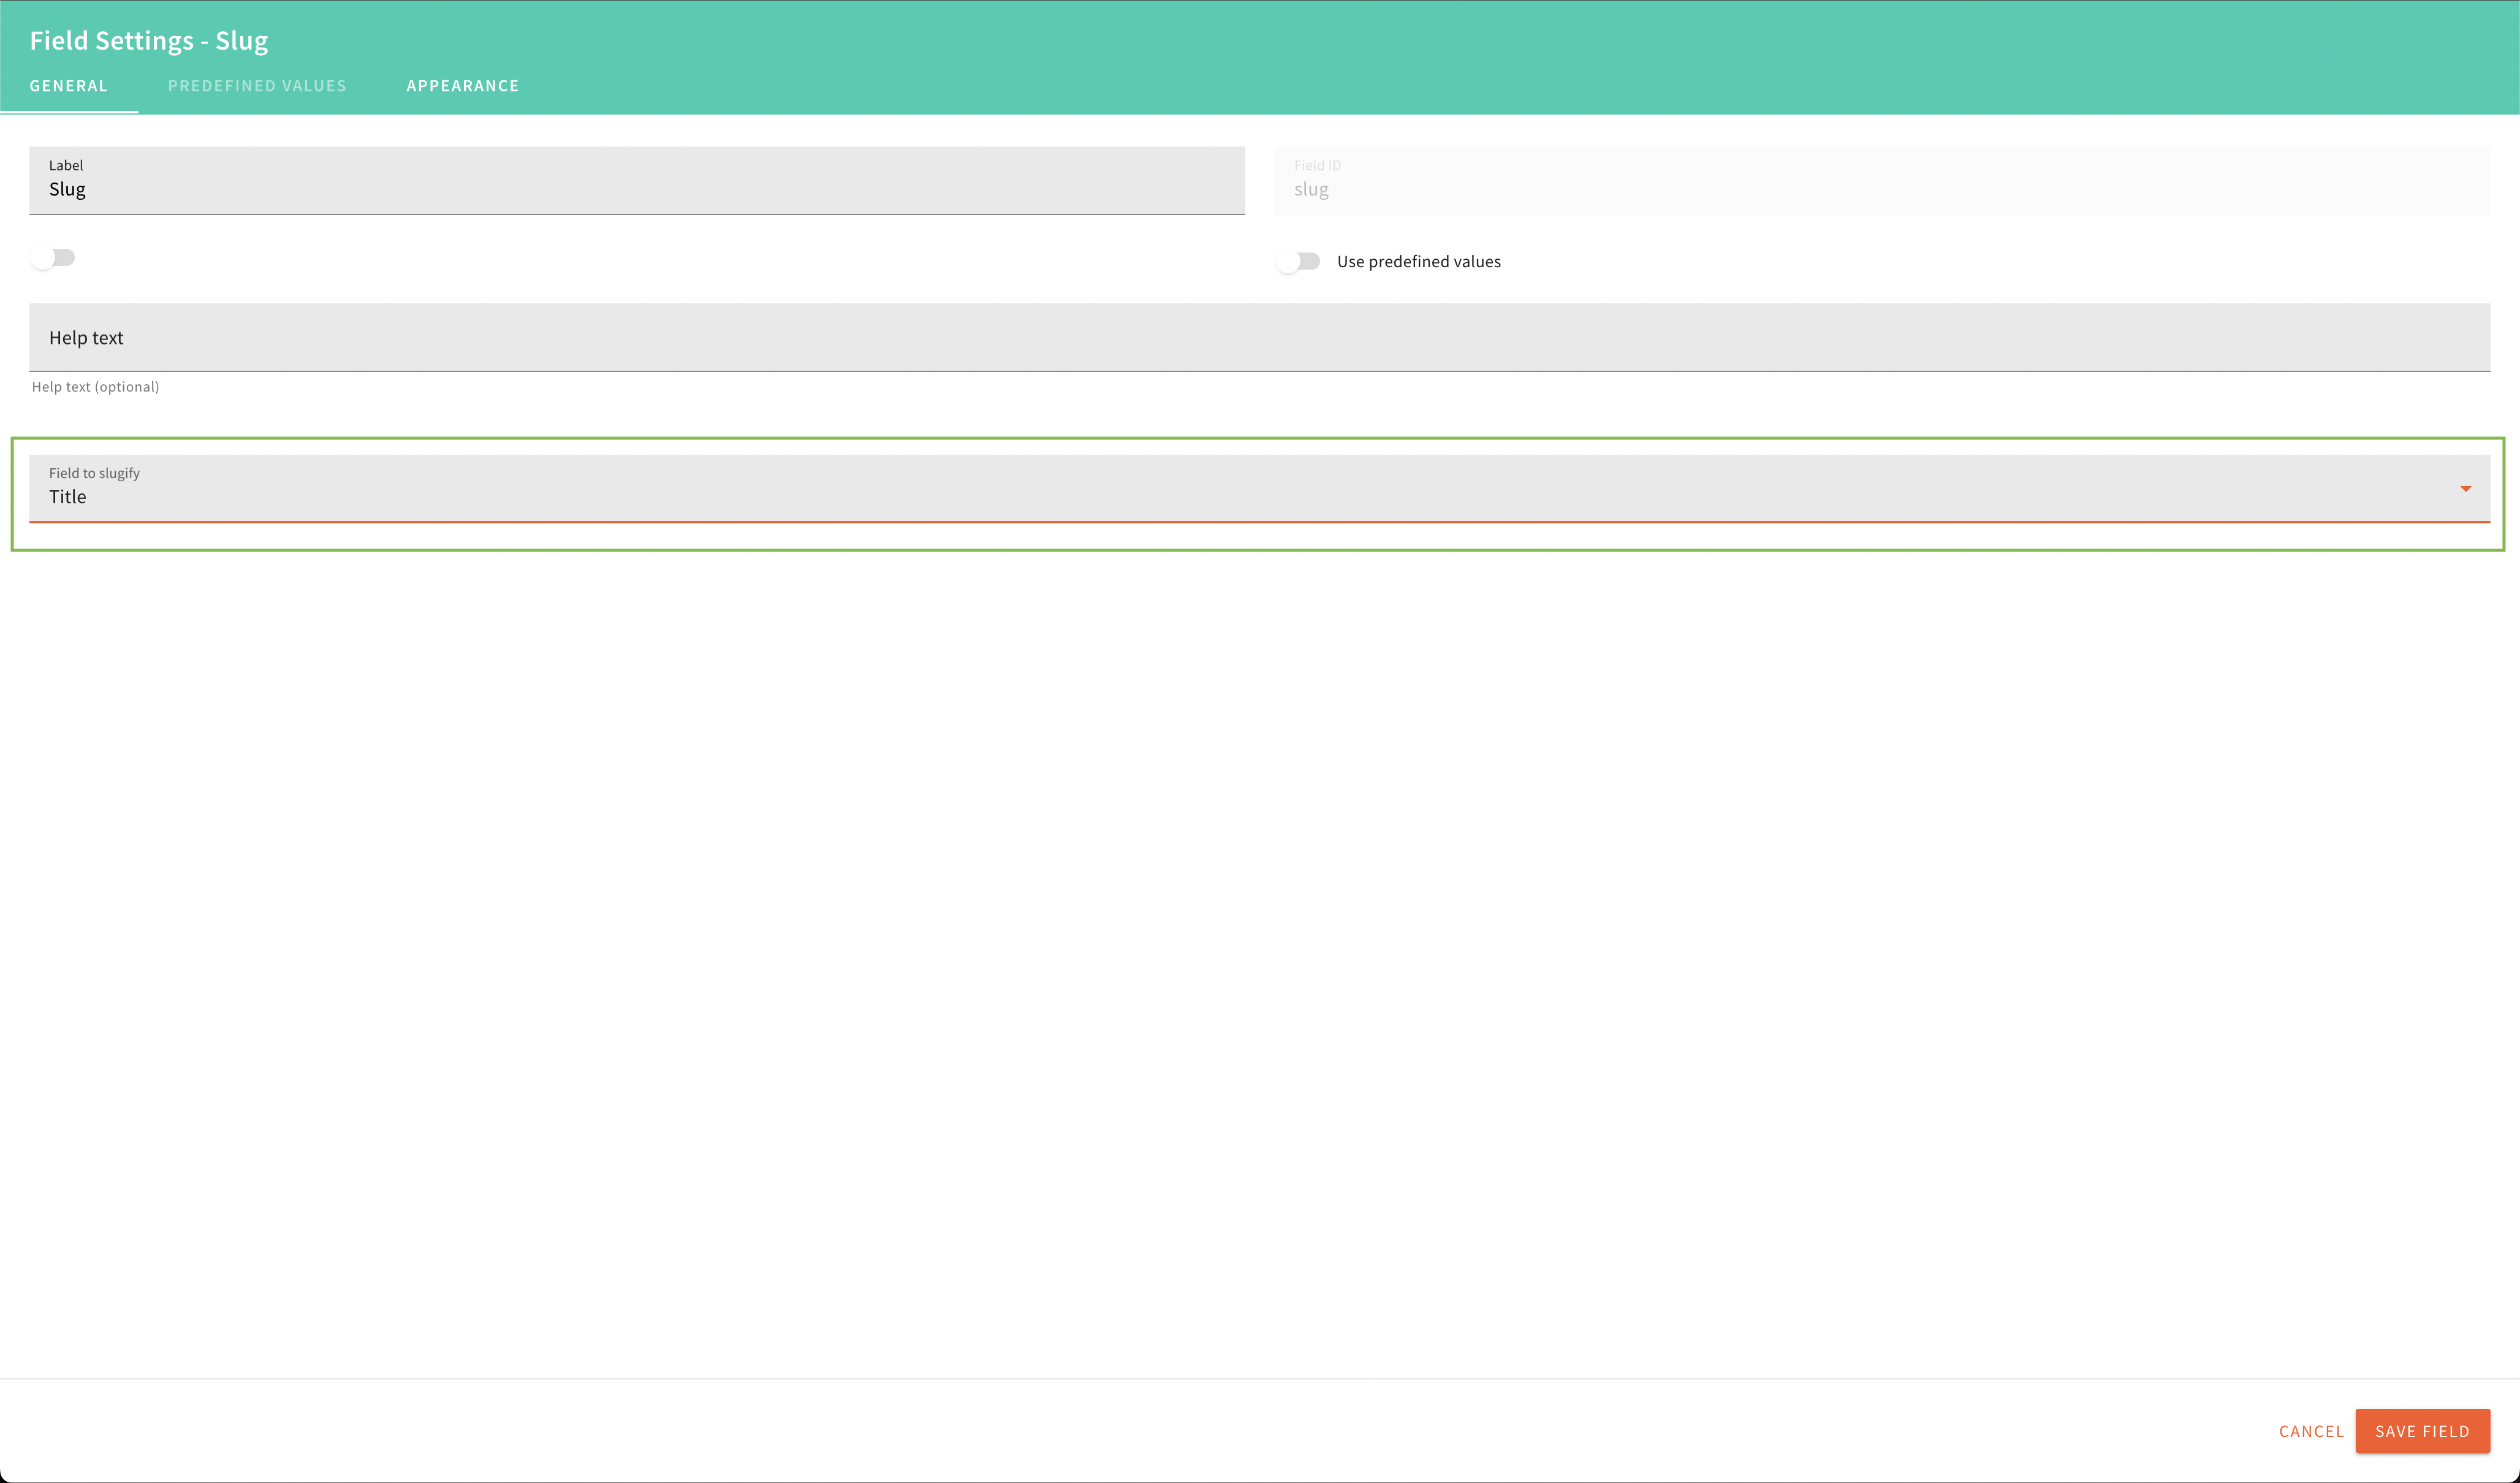 Field Settings - Slug
GENERAL PREDEFINED VALUES APPEARANCE
Label
Slug
Field ID
slug
Use predefined values
Help text
Help text (optional)
Field to slugify
Title
CANCEL SAVE FIELD